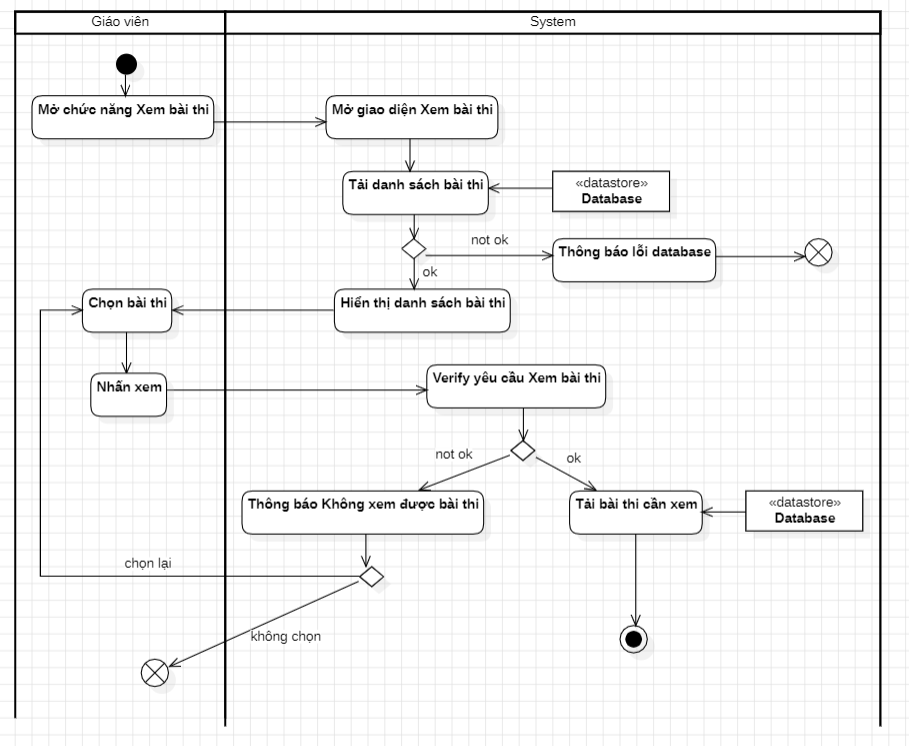 Giáo viên
System
Mở chức năng Xem bài thi
Mở giao diện Xem bài thi
Tải danh sách bài thi
«datastore»
Database
not ok
Thông báo lỗi database
ok
Chọn bài thi
Hiển thị danh sách bài thi
Nhấn xem
Verify yêu cầu Xem bài thi
not ok
ok
Thông báo Không xem được bài thi
Tải bài thi cần xem
«datastore»
Database
chọn lại
không chọn